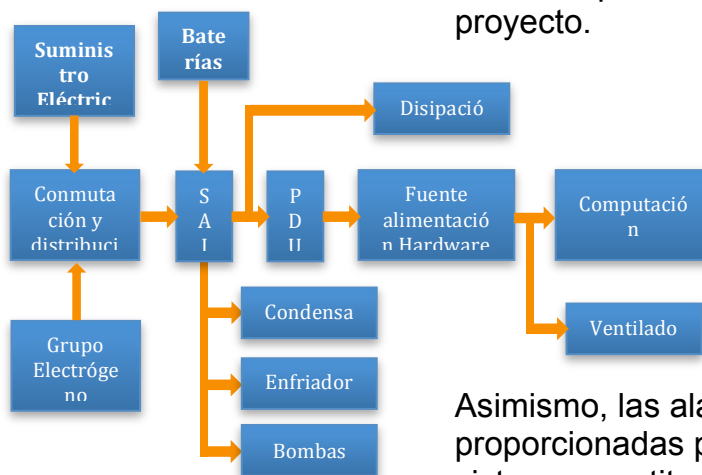 proyecto.
Suminis
tro
Eléctric
Bate
rías
Disipació
Conmuta
ción y
distribuci
S
A
I
P
D
U
Fuente
alimentació
n Hardware
Computació
n
Ventilado
Condensa
Enfriador
Bombas
Grupo
Electróge
no
Asimismo, las ala
proporcionadas p